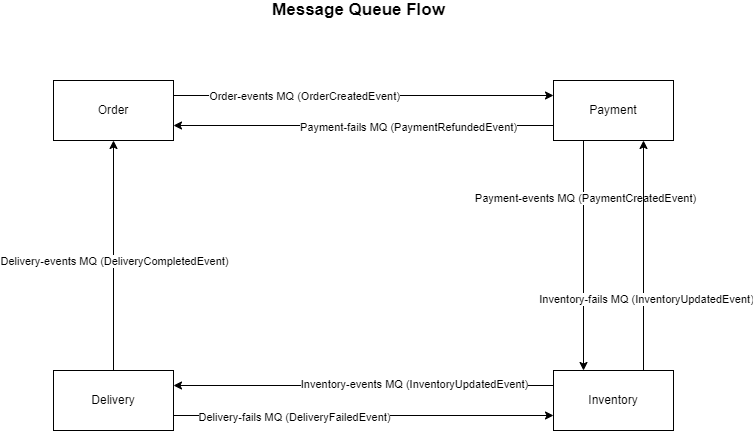 Message Queue Flow
Order
Order-events MQ (OrderCreatedEvent)
Payment
Payment-fails MQ (PaymentRefundedEvent)
Payment-events MQ (PaymentCreatedEvent)
Delivery-events MQ (DeliveryCompletedEvent)
Inventory-fails MQ (InventoryUpdatedEvent)
Delivery
Inventory-events MQ (InventoryUpdatedEvent)
Delivery-fails MQ (DeliveryFailedEvent)
Inventory